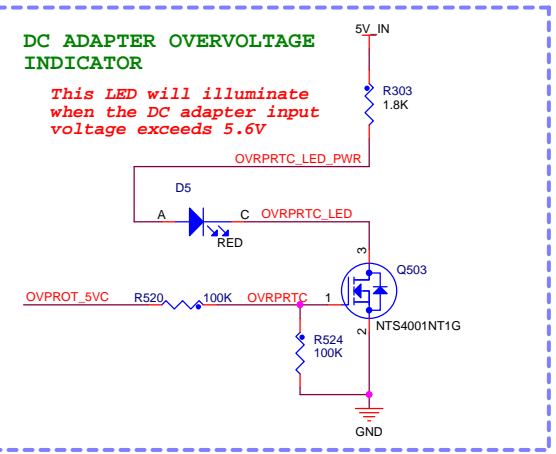 DC ADAPTER OVERVOLTAGE
INDICATOR
This LED will illuminate
when the DC adapter input
voltage exceeds 5.6V
5V_IN
R303
1.8K
OVRPRTC_LED_PWR
D5
A
C
OVRPRTC_LED
RED
3
Q503
OVPROT_5VC
R520
100K
OVRPRTC
1
NTS4001NT1G
2
R524
100K
GND